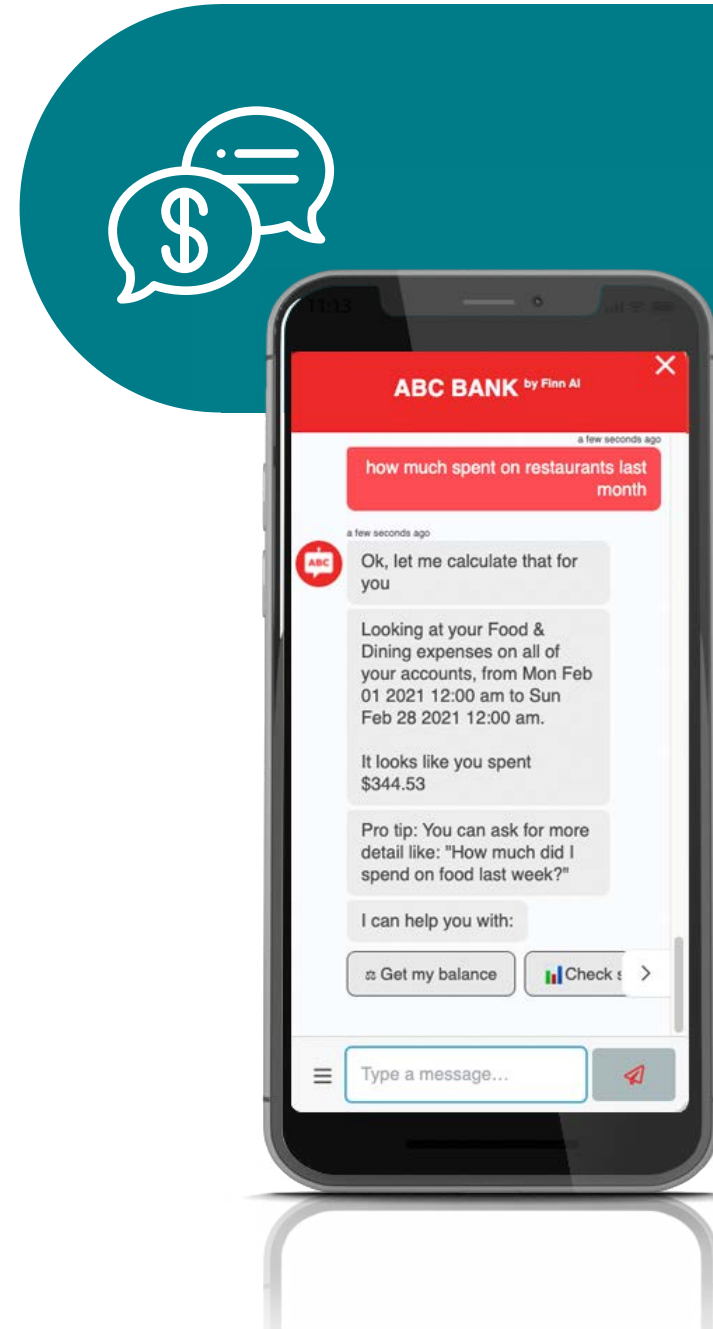 $
11:13
ABC BANK by Finn AI
a few seconds ago
how much spent on restaurants last
month
a few seconds ago
ABC
Ok, let me calculate that for
you
Looking at your Food &
Dining expenses on all of
your accounts, from Mon Feb
01 2021 12:00 am to Sun
Feb 28 2021 12:00 am.
It looks like you spent
$344.53
Pro tip: You can ask for more
detail like: "How much did I
spend on food last week?"
I can help you with:
Get my balance
Check
Type a message...